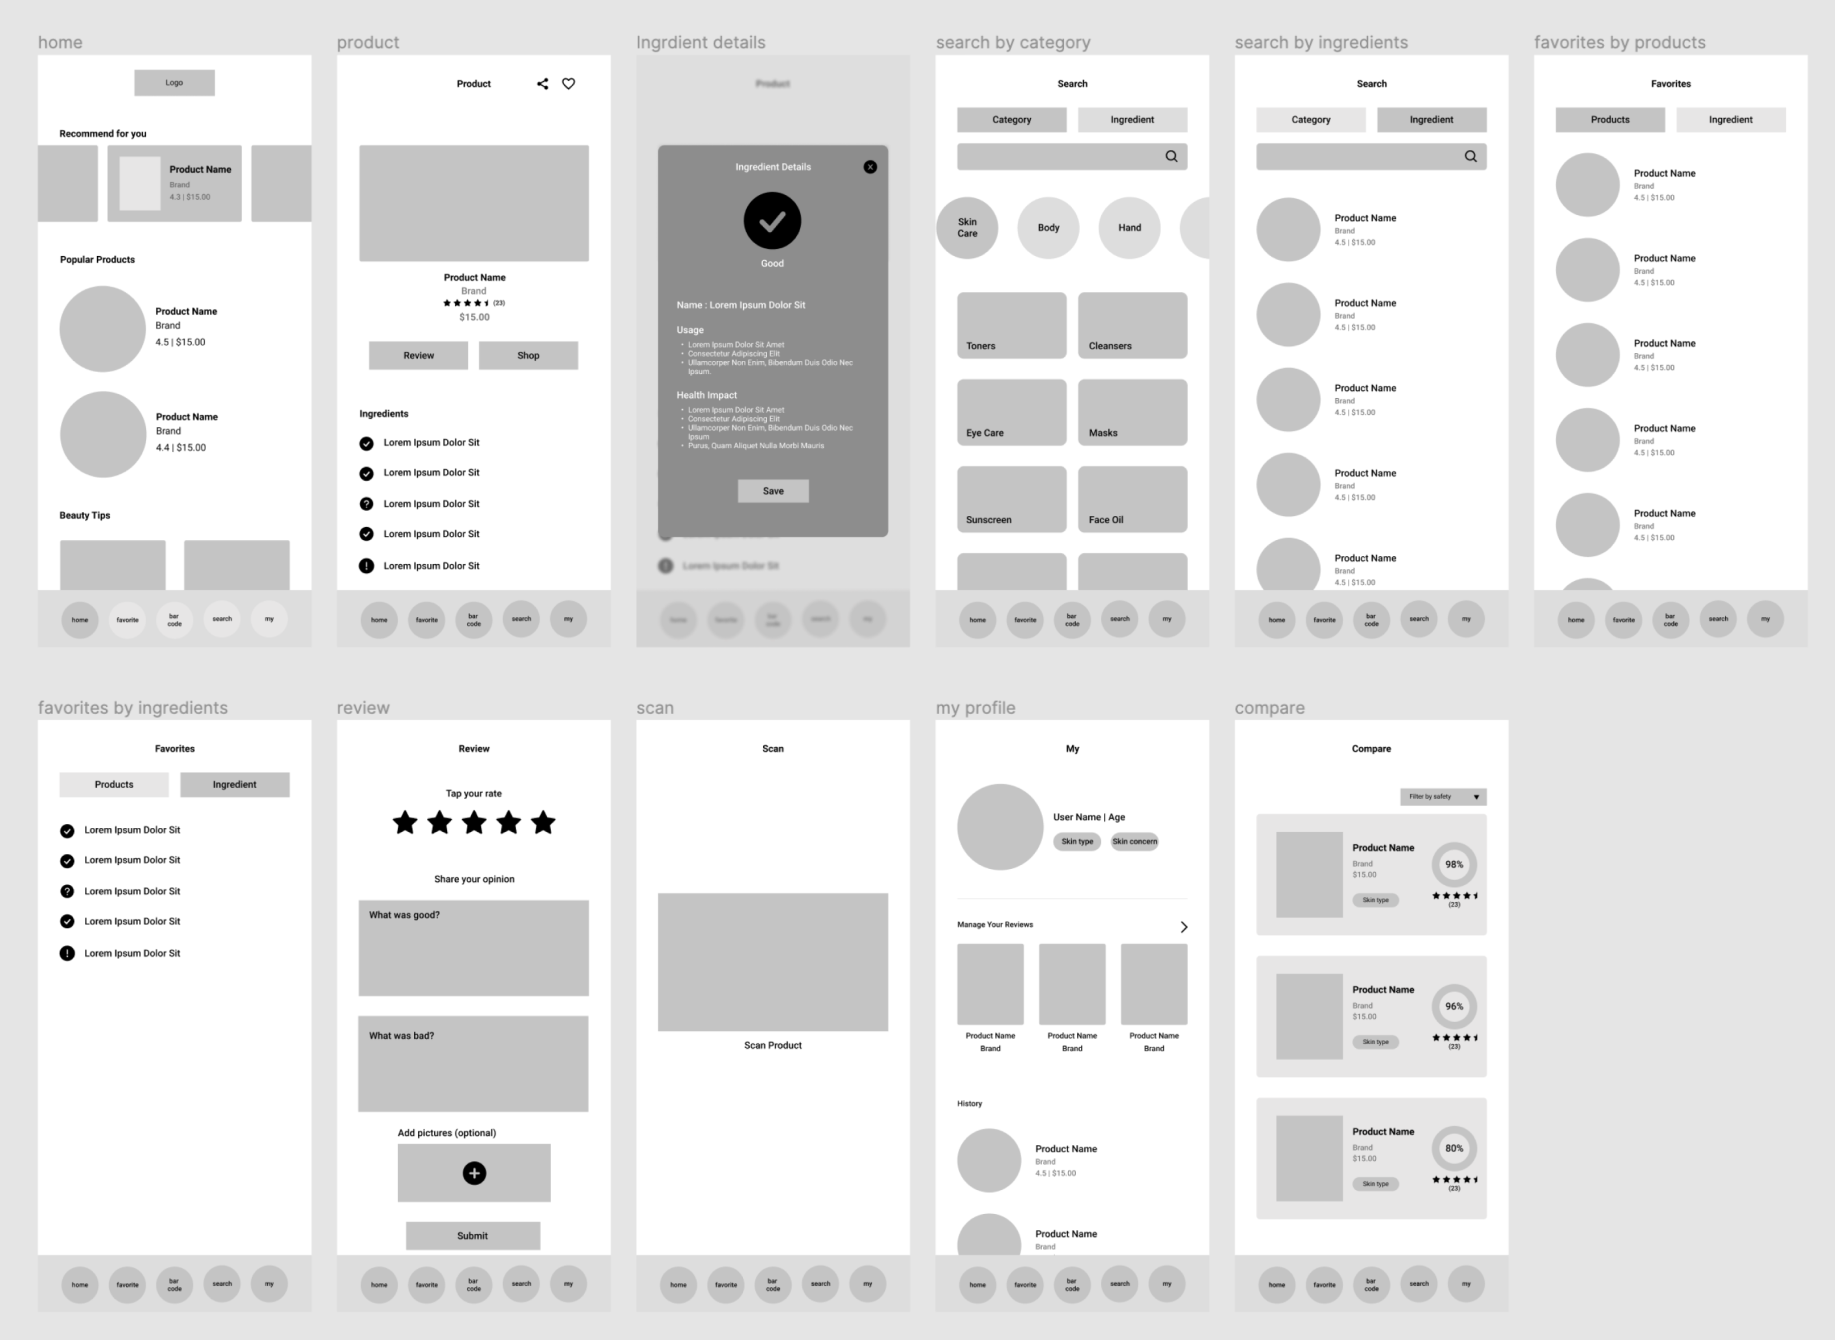 home
Logo
Recommend for you
Product Name
Brand
4.3 | $15.00
Popular Products
Product Name
Brand
4.5 | $15.00
Product Name
Brand
4.4 | $15.00
Beauty Tips
home
favorite
bar
code
search
my
product
Product
Product Name
Brand
(23)
$15.00
Review
Shop
Ingredients
Lorem Ipsum Dolor Sit
Lorem Ipsum Dolor Sit
? Lorem Ipsum Dolor Sit
Lorem Ipsum Dolor Sit
! Lorem Ipsum Dolor Sit
home
favorite
bar
code
search
my
Ingrdient details
Product
Ingredient Details
Good
Name : Lorem Ipsum Dolor Sit
Usage
• Lorem Ipsum Dolor Sit Amet
• Consectetur Adipiscing Elit
• Ullamcorper Non Enim, Bibendum Duis Odio Nec
Ipsum.
Health Impact
• Lorem Ipsum Dolor Sit Amet
• Consectetur Adipiscing Elit
• Ullamcorper Non Enim, Bibendum Duis Odio Nec
Ipsum
• Purus, Quam Aliquet Nulla Morbi Mauris
Save
! Lorem Ipsum Dolor Sit
home
favorite
bar
code
search
my
search by category
Search
Category
Ingredient
Skin
Care
Body
Hand
Toners
Cleansers
Eye Care
Masks
Sunscreen
Face Oil
home
favorite
bar
code
search
my
search by ingredients
Search
Category
Ingredient
Product Name
Brand
4.5 | $15.00
Product Name
Brand
4.5 | $15.00
Product Name
Brand
4.5 | $15.00
Product Name
Brand
4.5 | $15.00
Product Name
Brand
4.5 | $15.00
home
favorite
bar
code
search
my
favorites by products
Favorites
Products
Ingredient
Product Name
Brand
4.5 | $15.00
Product Name
Brand
4.5 | $15.00
Product Name
Brand
4.5 | $15.00
Product Name
Brand
4.5 | $15.00
Product Name
Brand
4.5 | $15.00
home
favorite
bar
code
search
my
favorites by ingredients
Favorites
Products
Ingredient
Lorem Ipsum Dolor Sit
Lorem Ipsum Dolor Sit
? Lorem Ipsum Dolor Sit
Lorem Ipsum Dolor Sit
! Lorem Ipsum Dolor Sit
home
favorite
bar
code
search
my
review
Review
Tap your rate
Share your opinion
What was good?
What was bad?
Add pictures (optional)
Submit
home
favorite
bar
code
search
my
scan
Scan
Scan Product
home
favorite
bar
code
search
my
my profile
My
User Name | Age
Skin type
Skin concern
Manage Your Reviews
Product Name
Brand
Product Name
Brand
Product Name
Brand
History
Product Name
Brand
4.5 | $15.00
Product Name
Brand
home
favorite
bar
code
search
my
compare
Compare
Filter by safety
Product Name
Brand
$15.00
Skin type
98%
(23)
Product Name
Brand
$15.00
Skin type
96%
(23)
Product Name
Brand
$15.00
Skin type
80%
(23)
home
favorite
bar
code
search
my